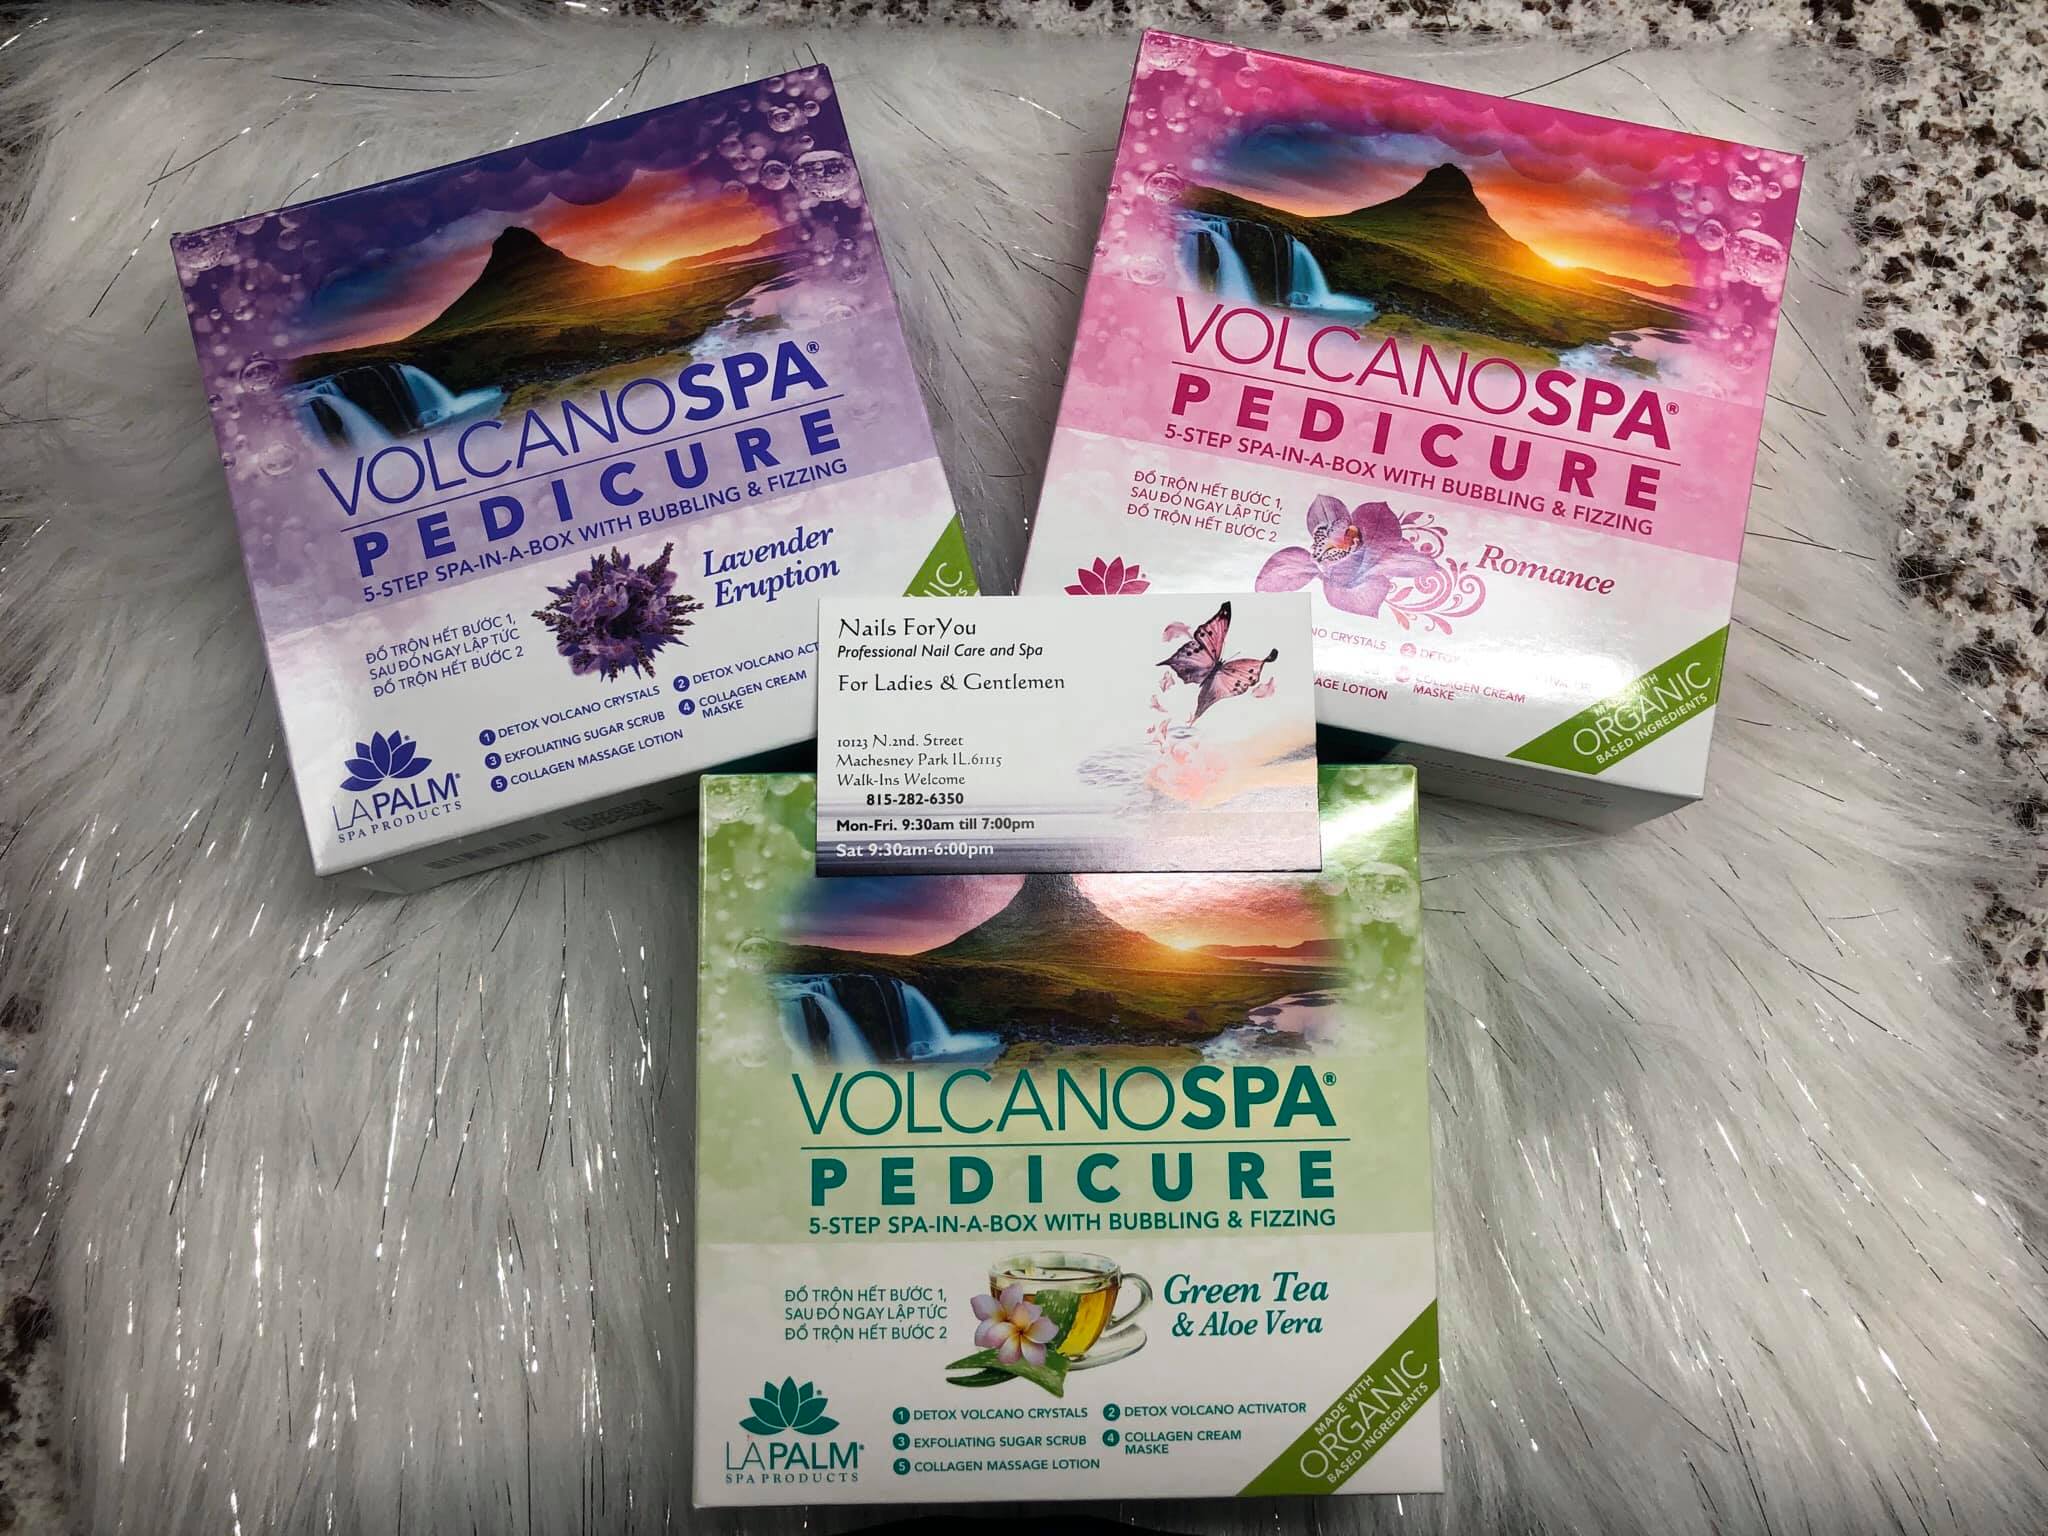 VOLCANOSPA®
PEDICURE
5-STEP SPA-IN-A-BOX WITH BUBBLING & FIZZING
ĐỔ TRỘN HẾT BƯỚC 1,
SAU ĐÓ NGAY LẬP TỨC
ĐỔ TRỘN HẾT BƯỚC 2
Lavender
Eruption
1 DETOX VOLCANO CRYSTALS
2 DETOX VOLCANO ACT
3 EXFOLIATING SUGAR SCRUB
4 COLLAGEN CREAM
MASKE
5 COLLAGEN MASSAGE LOTION
LA PALM®
SPA PRODUCTS
VOLCANOSPA®
PEDICURE
5-STEP SPA-IN-A-BOX WITH BUBBLING & FIZZING
ĐỔ TRỘN HẾT BƯỚC 1,
SAU ĐÓ NGAY LẬP TỨC
ĐỔ TRỘN HẾT BƯỚC 2
Romance
NO CRYSTALS
2 DETOX
AGE LOTION
COLLAGEN CREAM
MASKE
MADE WITH
ORGANIC
BASED INGREDIENTS
Nails ForYou
Professional Nail Care and Spa
For Ladies & Gentlemen
10123 N.2nd. Street
Machesney Park IL.61115
Walk-Ins Welcome
815-282-6350
Mon-Fri. 9:30am till 7:00pm
Sat 9:30am-6:00pm
VOLCANOSPA®
PEDICURE
5-STEP SPA-IN-A-BOX WITH BUBBLING & FIZZING
ĐỔ TRỘN HẾT BƯỚC 1,
SAU ĐÓ NGAY LẬP TỨC
ĐỔ TRỘN HẾT BƯỚC 2
Green Tea
& Aloe Vera
1 DETOX VOLCANO CRYSTALS
2 DETOX VOLCANO ACTIVATOR
3 EXFOLIATING SUGAR SCRUB
4 COLLAGEN CREAM
MASKE
5 COLLAGEN MASSAGE LOTION
LA PALM®
SPA PRODUCTS
MADE WITH
ORGANIC
BASED INGREDIENTS